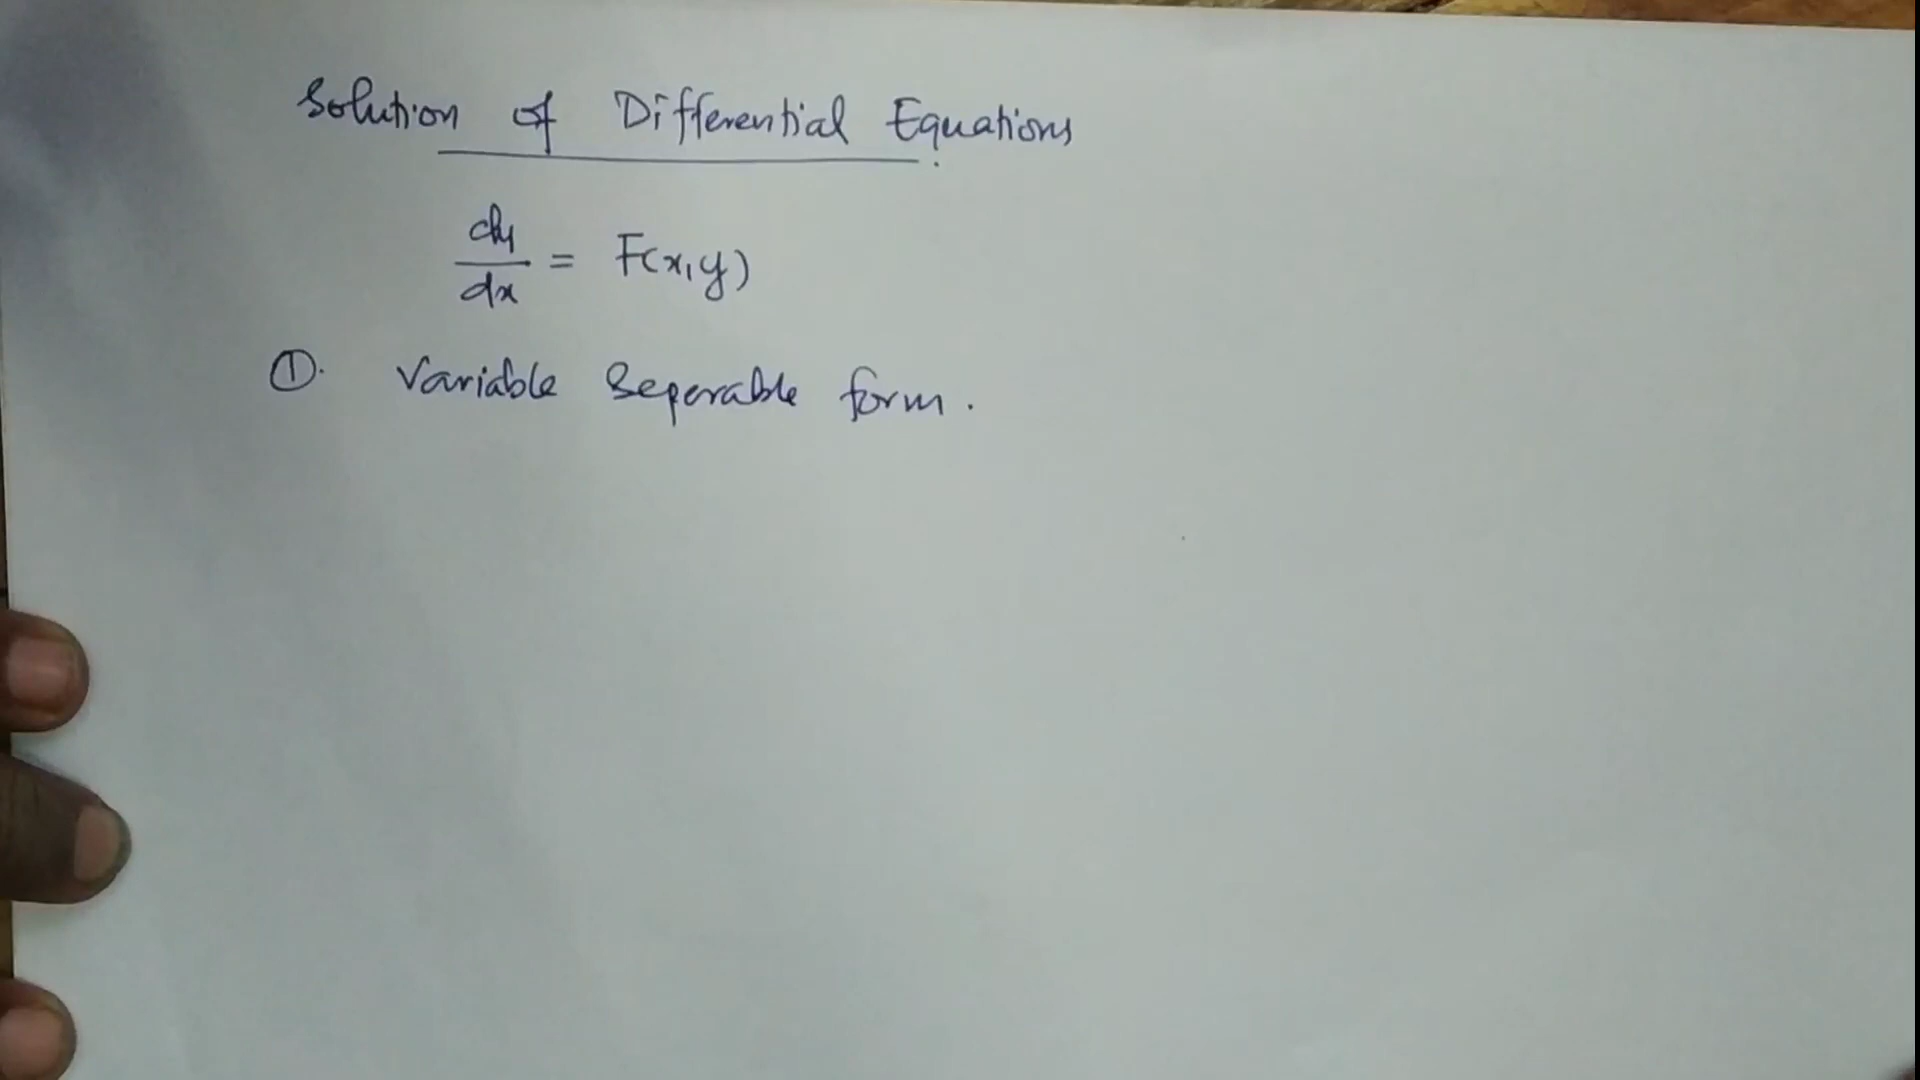 Solution of Differential Equations
dy/dx = F(x,y)
①. Variable Seperable form.